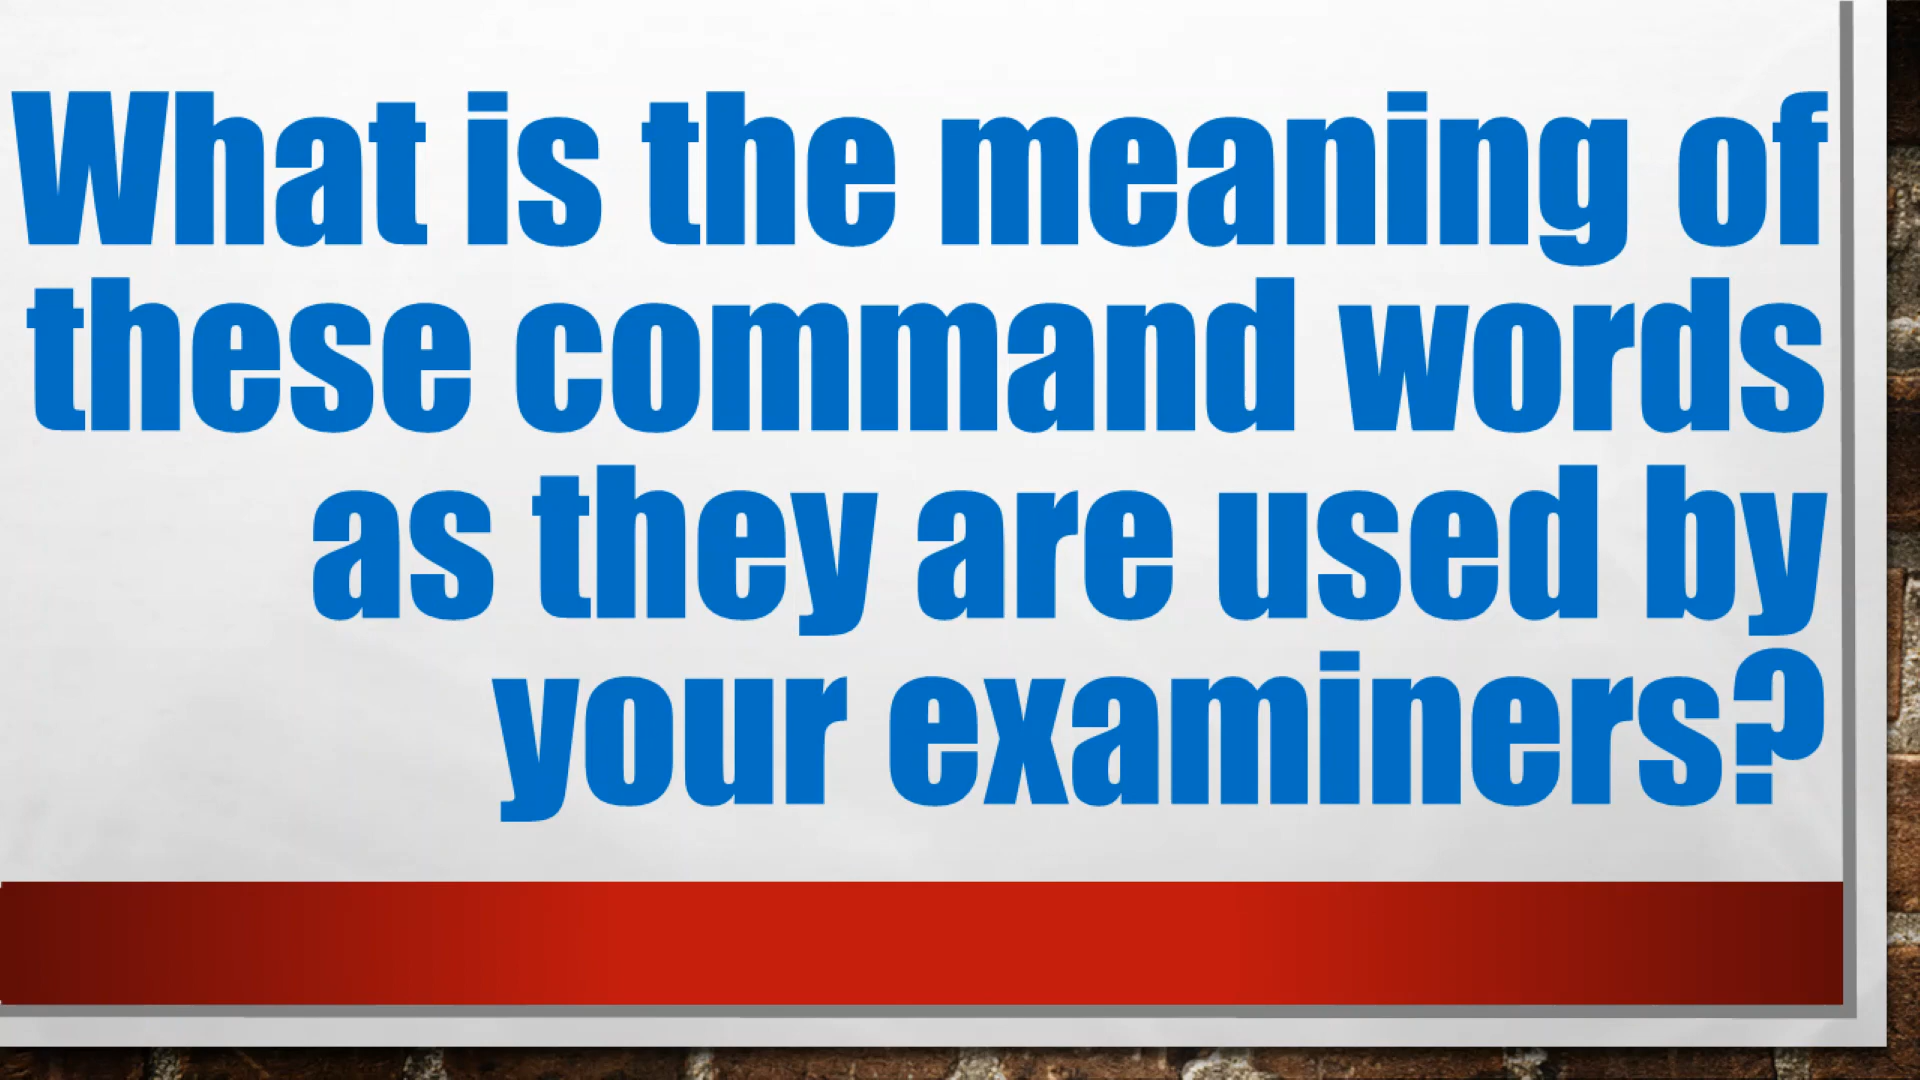 What is the meaning of
these command words
as they are used by
your examiners?